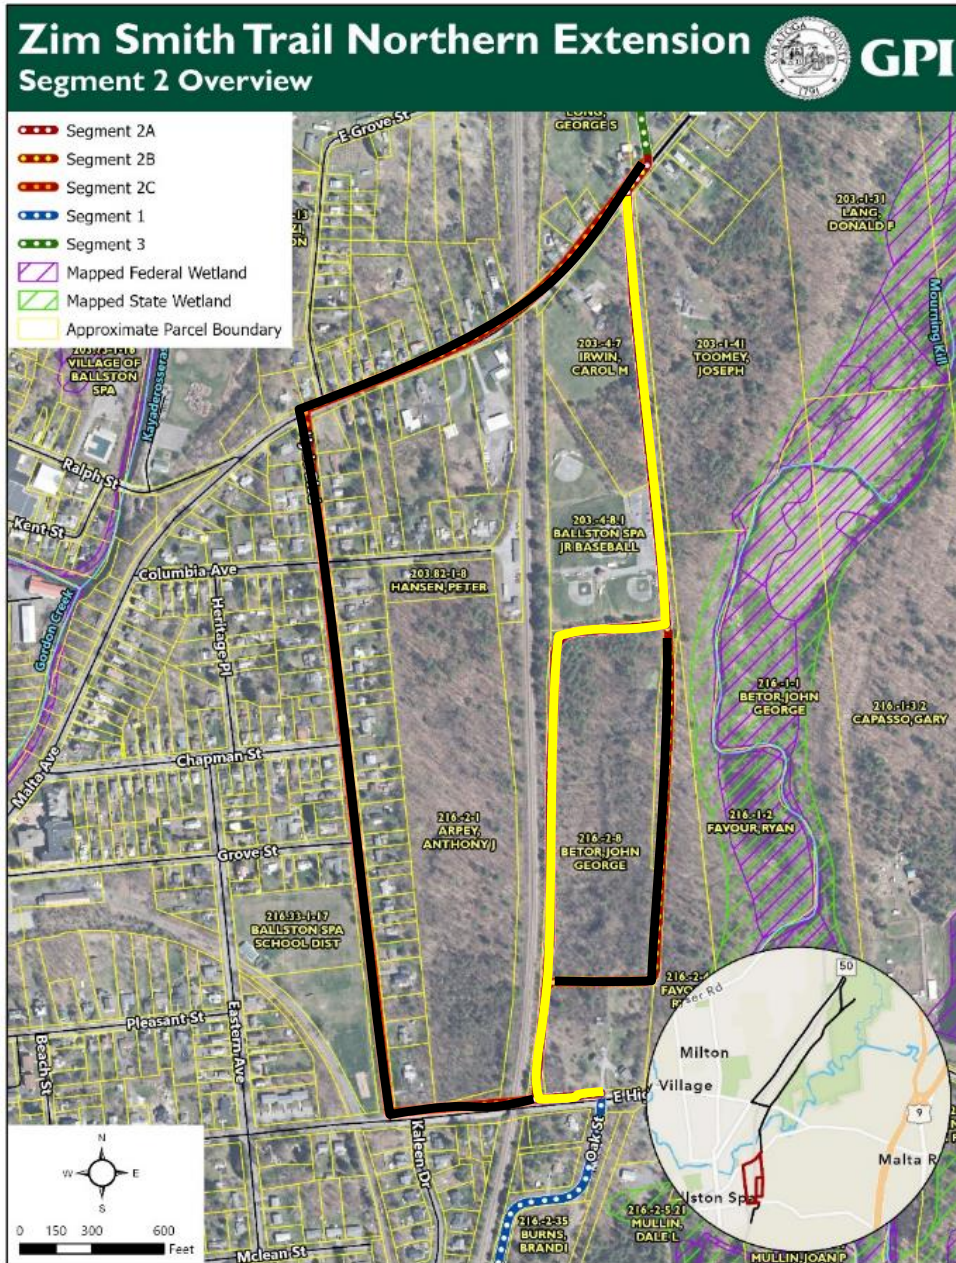 Zim Smith Trail Northern Extension
Segment 2 Overview
SARATOGA COUNTY
1791
GPI
Segment 2A
Segment 2B
Segment 2C
Segment 1
Segment 3
Mapped Federal Wetland
Mapped State Wetland
Approximate Parcel Boundary
E Grove St
GEORGE S
203.-1-31
LANG,
DONALD F
Mourning Kill
VILLAGE OF
BALLSTON
SPA
203.-4-7
IRWIN,
CAROL M
203.-1-41
TOOMEY,
JOSEPH
Ralph St
Kent St
Columbia Ave
203.82-1-8
HANSEN, PETER
203.-4-8.1
BALLSTON SPA
JR BASEBALL
Gordon Creek
Heritage Pl
216.-1-1
BETOR, JOHN
GEORGE
216.-1-3.2
CAPASSO, GARY
Malta Ave
Chapman St
216.-2-1
ARPEY,
ANTHONY J
216.-2-8
BETOR, JOHN
GEORGE
216.-1-2
FAVOUR, RYAN
Grove St
216.33-1-17
BALLSTON SPA
SCHOOL DIST
Pleasant St
Eastern Ave
Beach St
50
Milton
Village
9
Malta R
llston Spa
Kaleen Dr
Oak St
216.-2-35
BURNS,
BRANDI
216.-2-5.21
MULLIN,
DALE L
MULLIN, JOAN P
Mclean St
N
W
E
S
0 150 300 600
Feet